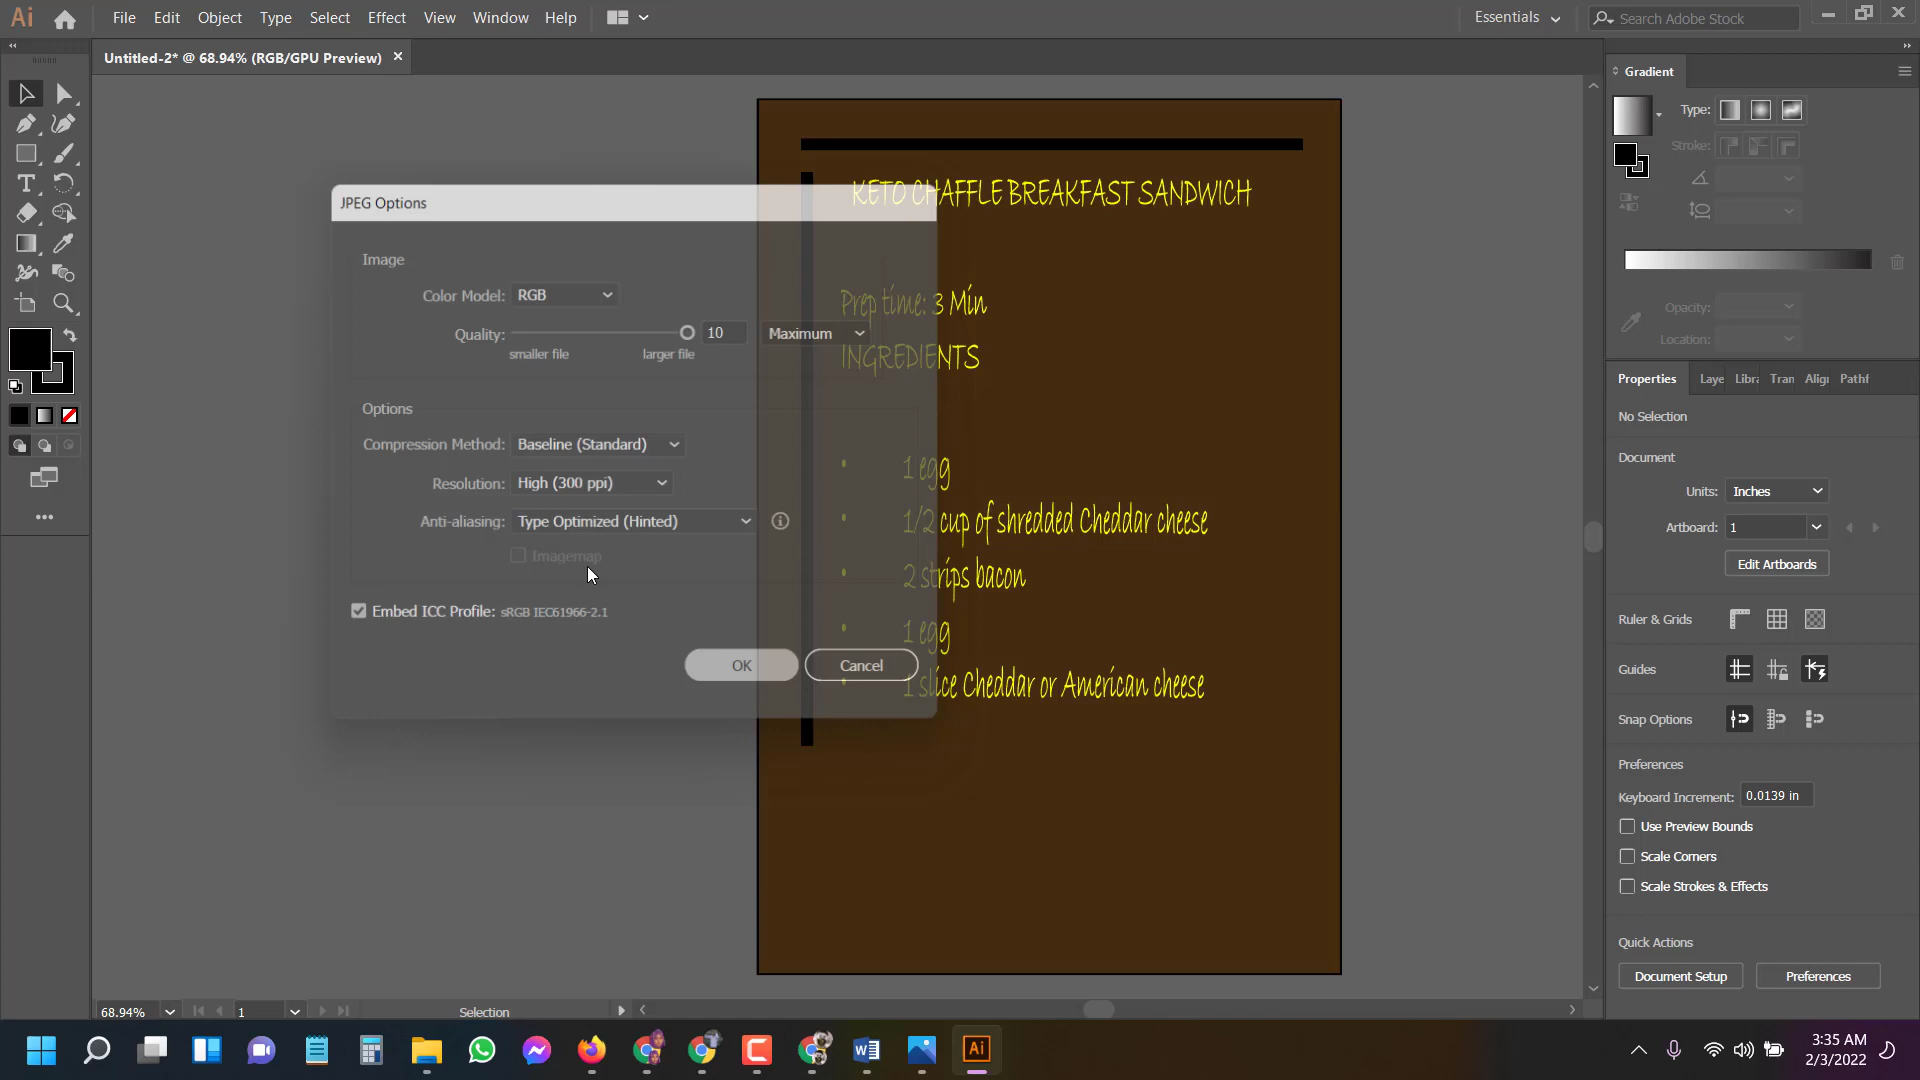 Ai File Edit Object Type Select Effect View Window Help Essentials Search Adobe Stock
Untitled-2* @ 68.94% (RGB/GPU Preview)
Gradient
Type:
Stroke:
Opacity:
Location:
JPEG Options
Image
Color Model: RGB
Quality: 10 Maximum
smaller file larger file
Options
Compression Method: Baseline (Standard)
Resolution: High (300 ppi)
Anti-aliasing: Type Optimized (Hinted)
Imagemap
Embed ICC Profile: sRGB IEC61966-2.1
OK Cancel
KETO CHAFFLE BREAKFAST SANDWICH
Prep time: 3 Min
INGREDIENTS
• 1 egg
• 1/2 cup of shredded Cheddar cheese
• 2 strips bacon
• 1 egg
• 1 slice Cheddar or American cheese
Properties Laye Libra Tran Align Pathf
No Selection
Document
Units: Inches
Artboard: 1
Edit Artboards
Ruler & Grids
Guides
Snap Options
Preferences
Keyboard Increment: 0.0139 in
Use Preview Bounds
Scale Corners
Scale Strokes & Effects
Quick Actions
Document Setup Preferences
68.94% 1 Selection
Ai
3:35 AM
2/3/2022